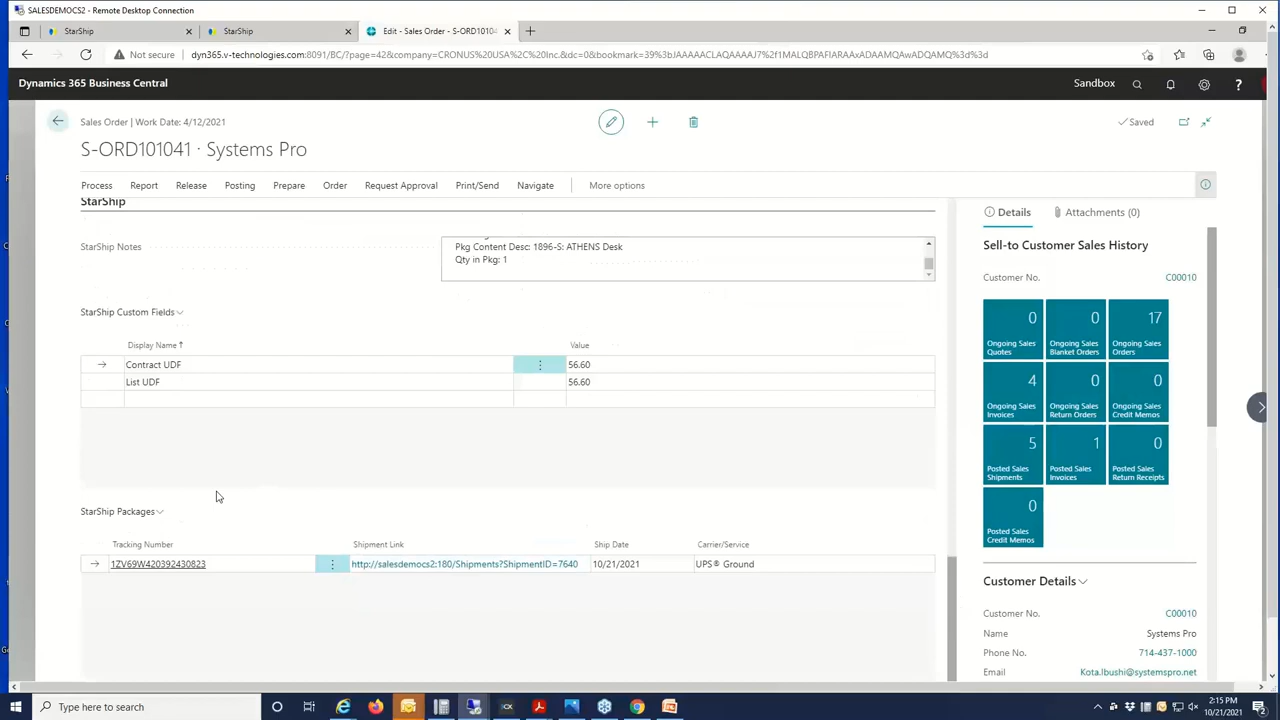 SALESDEMOCS2 - Remote Desktop Connection
StarShip
StarShip
Edit - Sales Order - S-ORD10104
Not secure
dyn365.v-technologies.com:8091/BC/?page=42&company=CRONUS%20USA%2C%20Inc.&dc=0&bookmark=39%3bJAAAAACLAQAAAAJ7%2f1MALQBPAFIARAAxADAAMQAwADQAMQ%3d%3d
Dynamics 365 Business Central
Sandbox
Sales Order | Work Date: 4/12/2021
Saved
S-ORD101041 · Systems Pro
Process
Report
Release
Posting
Prepare
Order
Request Approval
Print/Send
Navigate
More options
StarShip
StarShip Notes
Pkg Content Desc: 1896-S: ATHENS Desk
Qty in Pkg: 1
StarShip Custom Fields
Display Name ↑
Value
Contract UDF
56.60
List UDF
56.60
StarShip Packages
Tracking Number
Shipment Link
Ship Date
Carrier/Service
1ZV69W420392430823
http://salesdemocs2:180/Shipments?ShipmentID=7640
10/21/2021
UPS® Ground
Details
Attachments (0)
Sell-to Customer Sales History
Customer No.
C00010
0
Ongoing Sales
Quotes
0
Ongoing Sales
Blanket Orders
17
Ongoing Sales
Orders
4
Ongoing Sales
Invoices
0
Ongoing Sales
Return Orders
0
Ongoing Sales
Credit Memos
5
Posted Sales
Shipments
1
Posted Sales
Invoices
0
Posted Sales
Return Receipts
0
Posted Sales
Credit Memos
Customer Details
Customer No.
C00010
Name
Systems Pro
Phone No.
714-437-1000
Email
Kota.Ibushi@systemspro.net
Type here to search
2:15 PM
10/21/2021
2